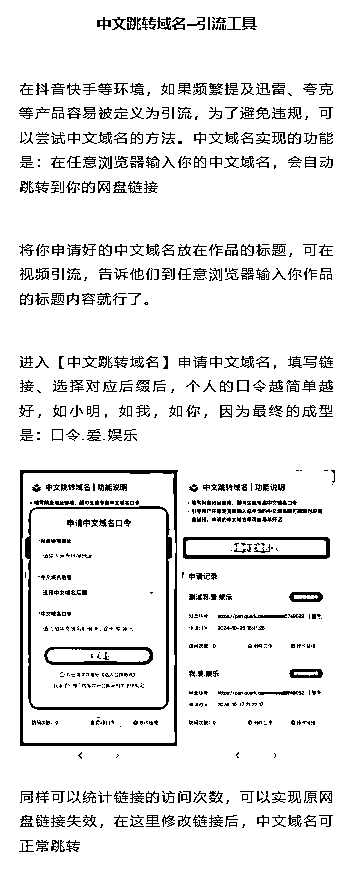 中文跳转域名—引流工具
在抖音快手等环境，如果频繁提及迅雷、夸克
等产品容易被定义为引流，为了避免违规，可
以尝试中文域名的方法。中文域名实现的功能
是：在任意浏览器输入你的中文域名，会自动
跳转到你的网盘链接
将你申请好的中文域名放在作品的标题，可在
视频引流，告诉他们到任意浏览器输入你作品
的标题内容就行了。
进入【中文跳转域名】申请中文域名，填写链
接、选择对应后缀后，个人的口令越简单越
好，如小明，如我，如你，因为最终的成型
是：口令.爱.娱乐
中文跳转域名 | 功能说明
申请中文域名口令
中文跳转域名 | 功能说明
申请记录
我.爱.娱乐
同样可以统计链接的访问次数，可以实现原网
盘链接失效，在这里修改链接后，中文域名可
正常跳转